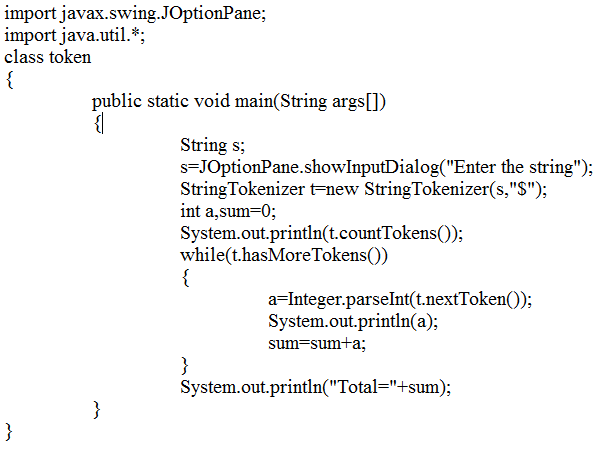 import javax.swing.JOptionPane;
import java.util.*;
class token
{
public static void main(String args[])
{
String s;
s=JOptionPane.showInputDialog("Enter the string");
StringTokenizer t=new StringTokenizer(s,"$");
int a,sum=0;
System.out.println(t.countTokens());
while(t.hasMoreTokens())
{
a=Integer.parseInt(t.nextToken());
System.out.println(a);
sum=sum+a;
}
System.out.println("Total="+sum);
}
}